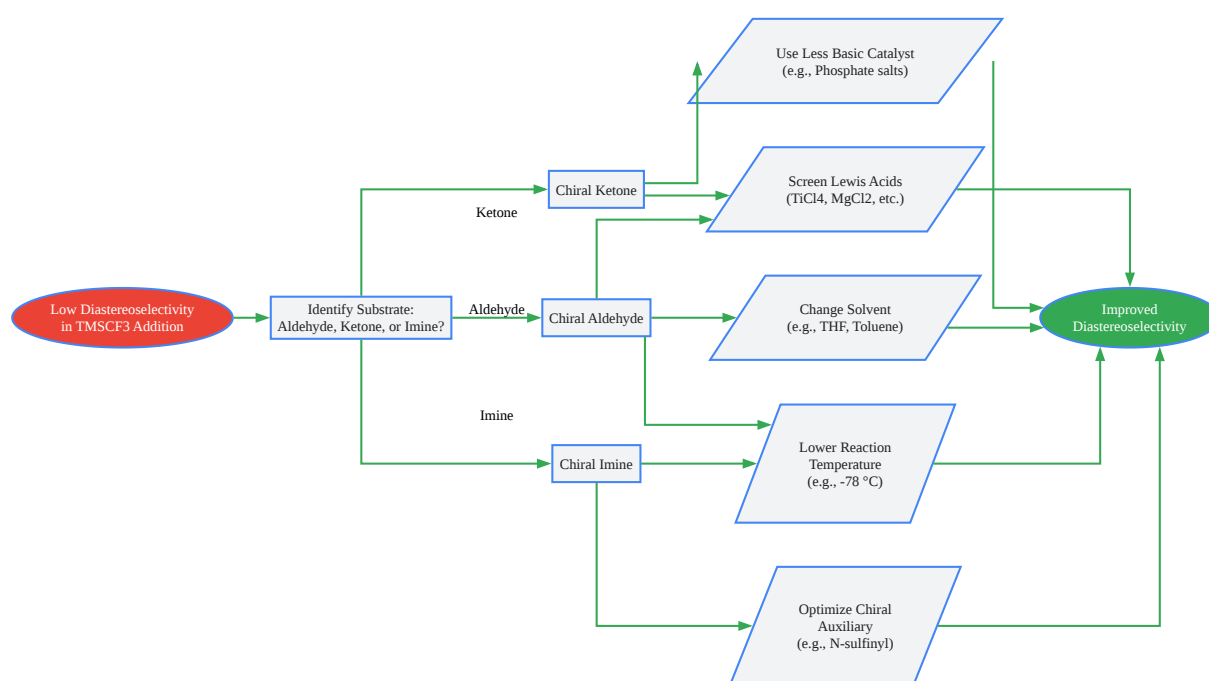 Low Diastereoselectivity
in TMSCF3 Addition
Identify Substrate:
Aldehyde, Ketone, or Imine?
Ketone
Aldehyde
Imine
Chiral Ketone
Chiral Aldehyde
Chiral Imine
Use Less Basic Catalyst
(e.g., Phosphate salts)
Screen Lewis Acids
(TiCl4, MgCl2, etc.)
Change Solvent
(e.g., THF, Toluene)
Lower Reaction
Temperature
(e.g., -78 °C)
Optimize Chiral
Auxiliary
(e.g., N-sulfinyl)
Improved
Diastereoselectivity